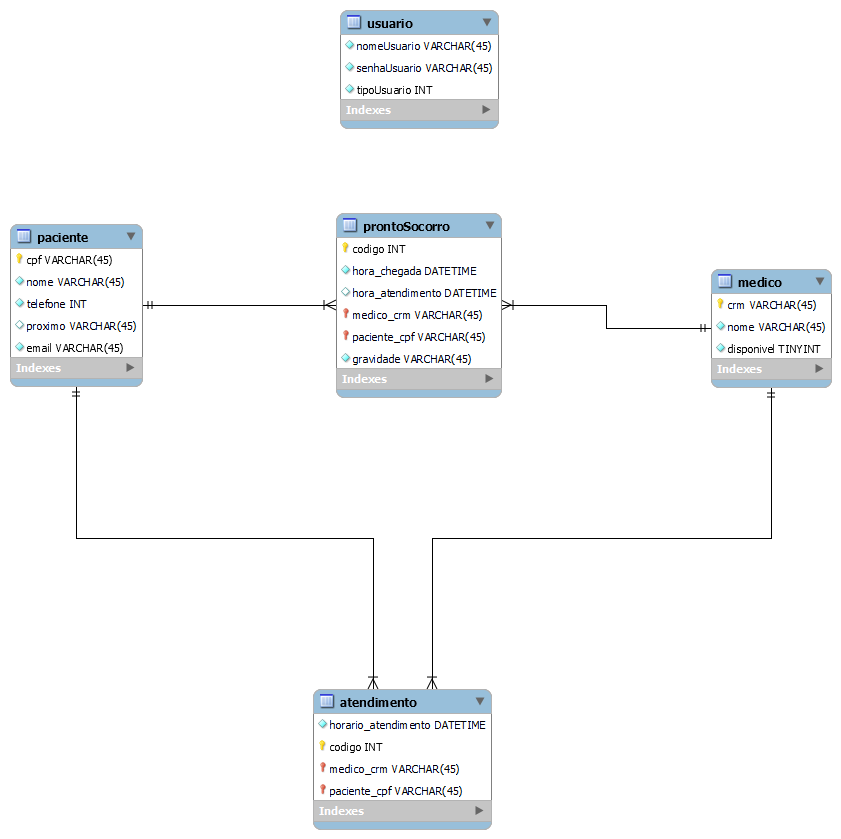 usuario
nomeUsuario VARCHAR(45)
senhaUsuario VARCHAR(45)
tipoUsuario INT
Indexes
paciente
cpf VARCHAR(45)
nome VARCHAR(45)
telefone INT
proximo VARCHAR(45)
email VARCHAR(45)
Indexes
prontoSocorro
codigo INT
hora_chegada DATETIME
hora_atendimento DATETIME
medico_crm VARCHAR(45)
paciente_cpf VARCHAR(45)
gravidade VARCHAR(45)
Indexes
medico
crm VARCHAR(45)
nome VARCHAR(45)
disponivel TINYINT
Indexes
atendimento
horario_atendimento DATETIME
codigo INT
medico_crm VARCHAR(45)
paciente_cpf VARCHAR(45)
Indexes